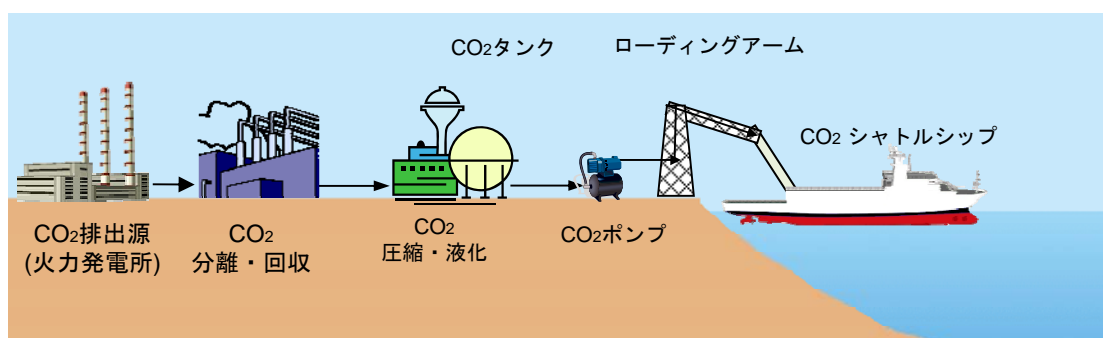 CO2タンク
ローディングアーム
CO2 シャトルシップ
CO2排出源
(火力発電所)
CO2
分離・回収
CO2
圧縮・液化
CO2ポンプ